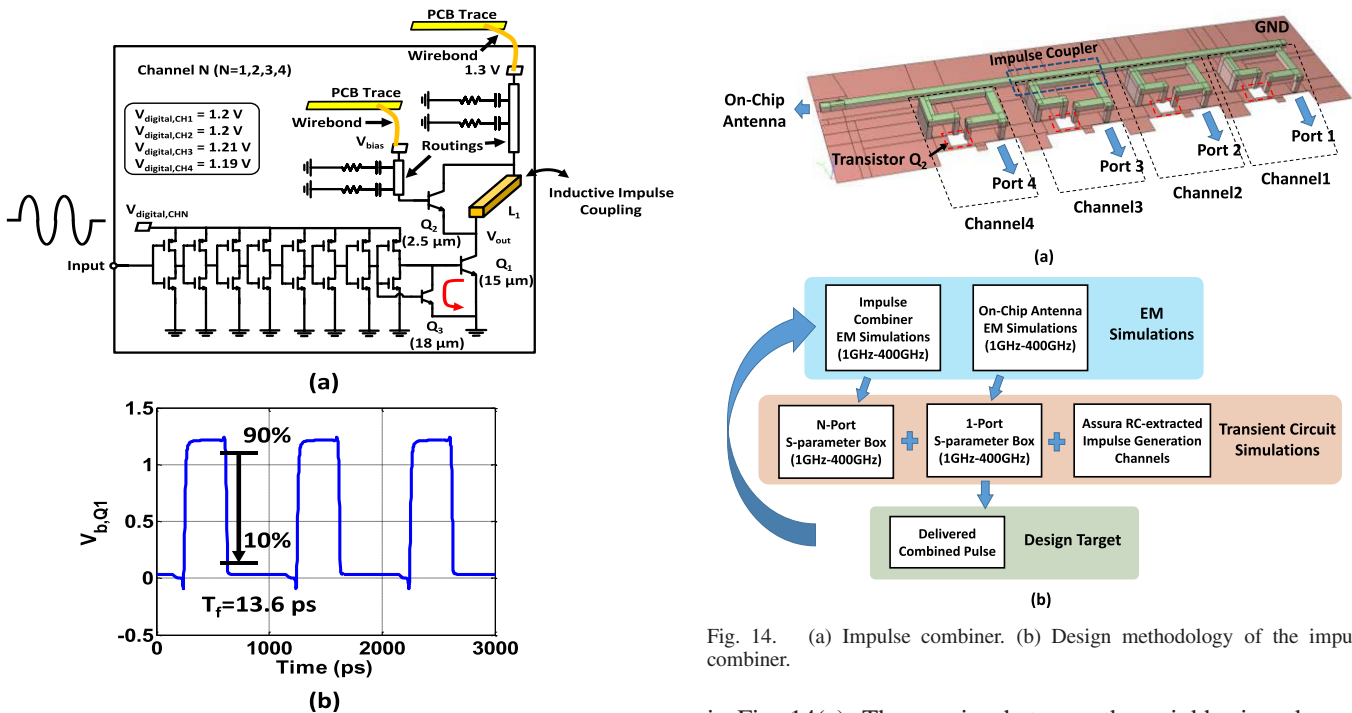 PCB Trace
Wirebond
1.3 V
Channel N (N=1,2,3,4)
PCB Trace
Wirebond
V_digital,CH1 = 1.2 V
V_digital,CH2 = 1.2 V
V_digital,CH3 = 1.21 V
V_digital,CH4 = 1.19 V
V_bias
Routings
Inductive Impulse
Coupling
L_1
V_digital,CHN
Q_2
(2.5 μm)
V_out
Input
Q_1
(15 μm)
Q_3
(18 μm)
(a)
1.5
1
0.5
0
-0.5
V_b,Q1
90%
10%
T_f=13.6 ps
0
1000
2000
3000
Time (ps)
(b)
GND
Impulse Coupler
On-Chip
Antenna
Transistor Q_2
Port 1
Port 2
Port 3
Port 4
Channel1
Channel2
Channel3
Channel4
(a)
Impulse
Combiner
EM Simulations
(1GHz-400GHz)
On-Chip Antenna
EM Simulations
(1GHz-400GHz)
EM
Simulations
N-Port
S-parameter Box
(1GHz-400GHz)
1-Port
S-parameter Box
(1GHz-400GHz)
Assura RC-extracted
Impulse Generation
Channels
Transient Circuit
Simulations
Delivered
Combined Pulse
Design Target
(b)
Fig. 14. (a) Impulse combiner. (b) Design methodology of the impu
combiner.